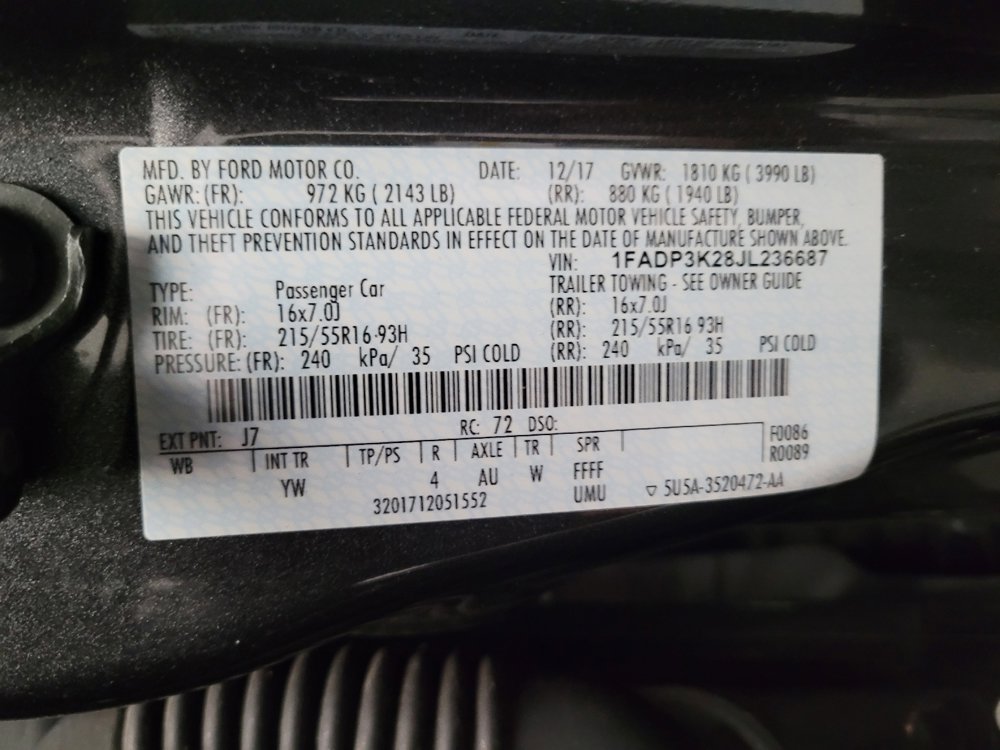 MFD. BY FORD MOTOR CO. DATE: 12/17 GVWR: 1810 KG ( 3990 LB)
GAWR: (FR): 972 KG ( 2143 LB) (RR): 880 KG ( 1940 LB)
THIS VEHICLE CONFORMS TO ALL APPLICABLE FEDERAL MOTOR VEHICLE SAFETY, BUMPER,
AND THEFT PREVENTION STANDARDS IN EFFECT ON THE DATE OF MANUFACTURE SHOWN ABOVE.
VIN: 1FADP3K28JL236687
TYPE: Passenger Car TRAILER TOWING - SEE OWNER GUIDE
RIM: (FR): 16x7.0J (RR): 16x7.0J
TIRE: (FR): 215/55R16 93H (RR): 215/55R16 93H
PRESSURE: (FR): 240 kPa/ 35 PSI COLD (RR): 240 kPa/ 35 PSI COLD
EXT PNT: J7 RC: 72 DSO: F0086
WB INT TR TP/PS R AXLE TR SPR R0089
YW 4 AU W FFFF
3201712051552 UMU ▽ 5U5A-3520472-AA